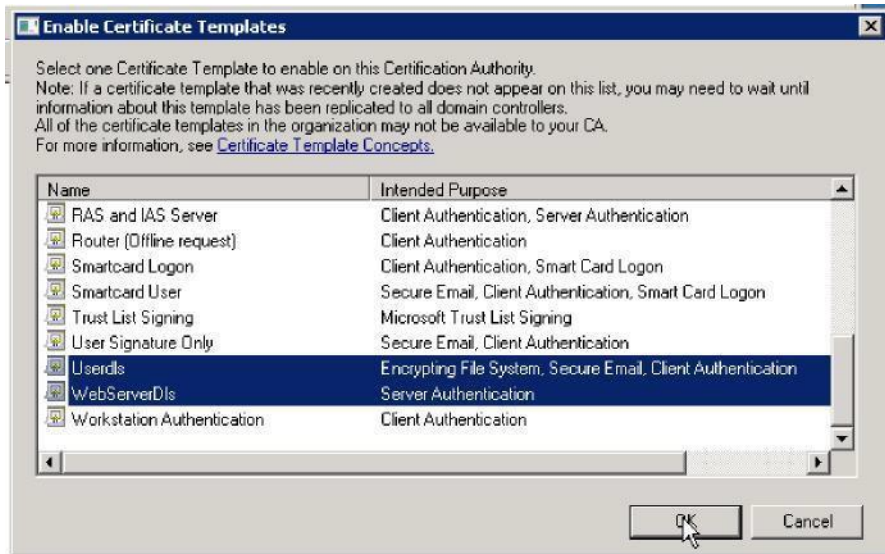 Enable Certificate Templates
Select one Certificate Template to enable on this Certification Authority.
Note: If a certificate template that was recently created does not appear on this list, you may need to wait until
information about this template has been replicated to all domain controllers.
All of the certificate templates in the organization may not be available to your CA.
For more information, see Certificate Template Concepts.
Name Intended Purpose
RAS and IAS Server Client Authentication, Server Authentication
Router (Offline request) Client Authentication
Smartcard Logon Client Authentication, Smart Card Logon
Smartcard User Secure Email, Client Authentication, Smart Card Logon
Trust List Signing Microsoft Trust List Signing
User Signature Only Secure Email, Client Authentication
Userdls Encrypting File System, Secure Email, Client Authentication
WebServerDls Server Authentication
Workstation Authentication Client Authentication
OK Cancel